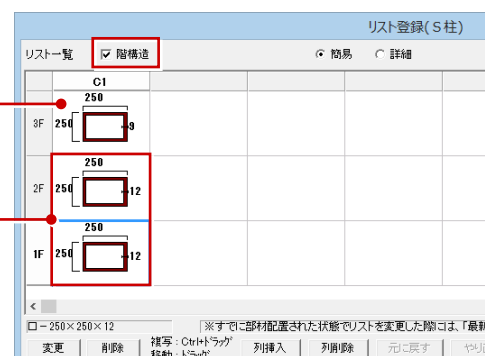 リスト登録(S柱)
リスト一覧 階構造 簡易 詳細
C1
250
3F 250 9
250
2F 250 12
250
1F 250 12
<
□-250×250×12 ※すでに部材配置された状態でリストを変更した際には、「最新
変更 削除 複写:Ctrl+ドラッグ 列挿入 列削除 元に戻す やり
移動:ドラッグ